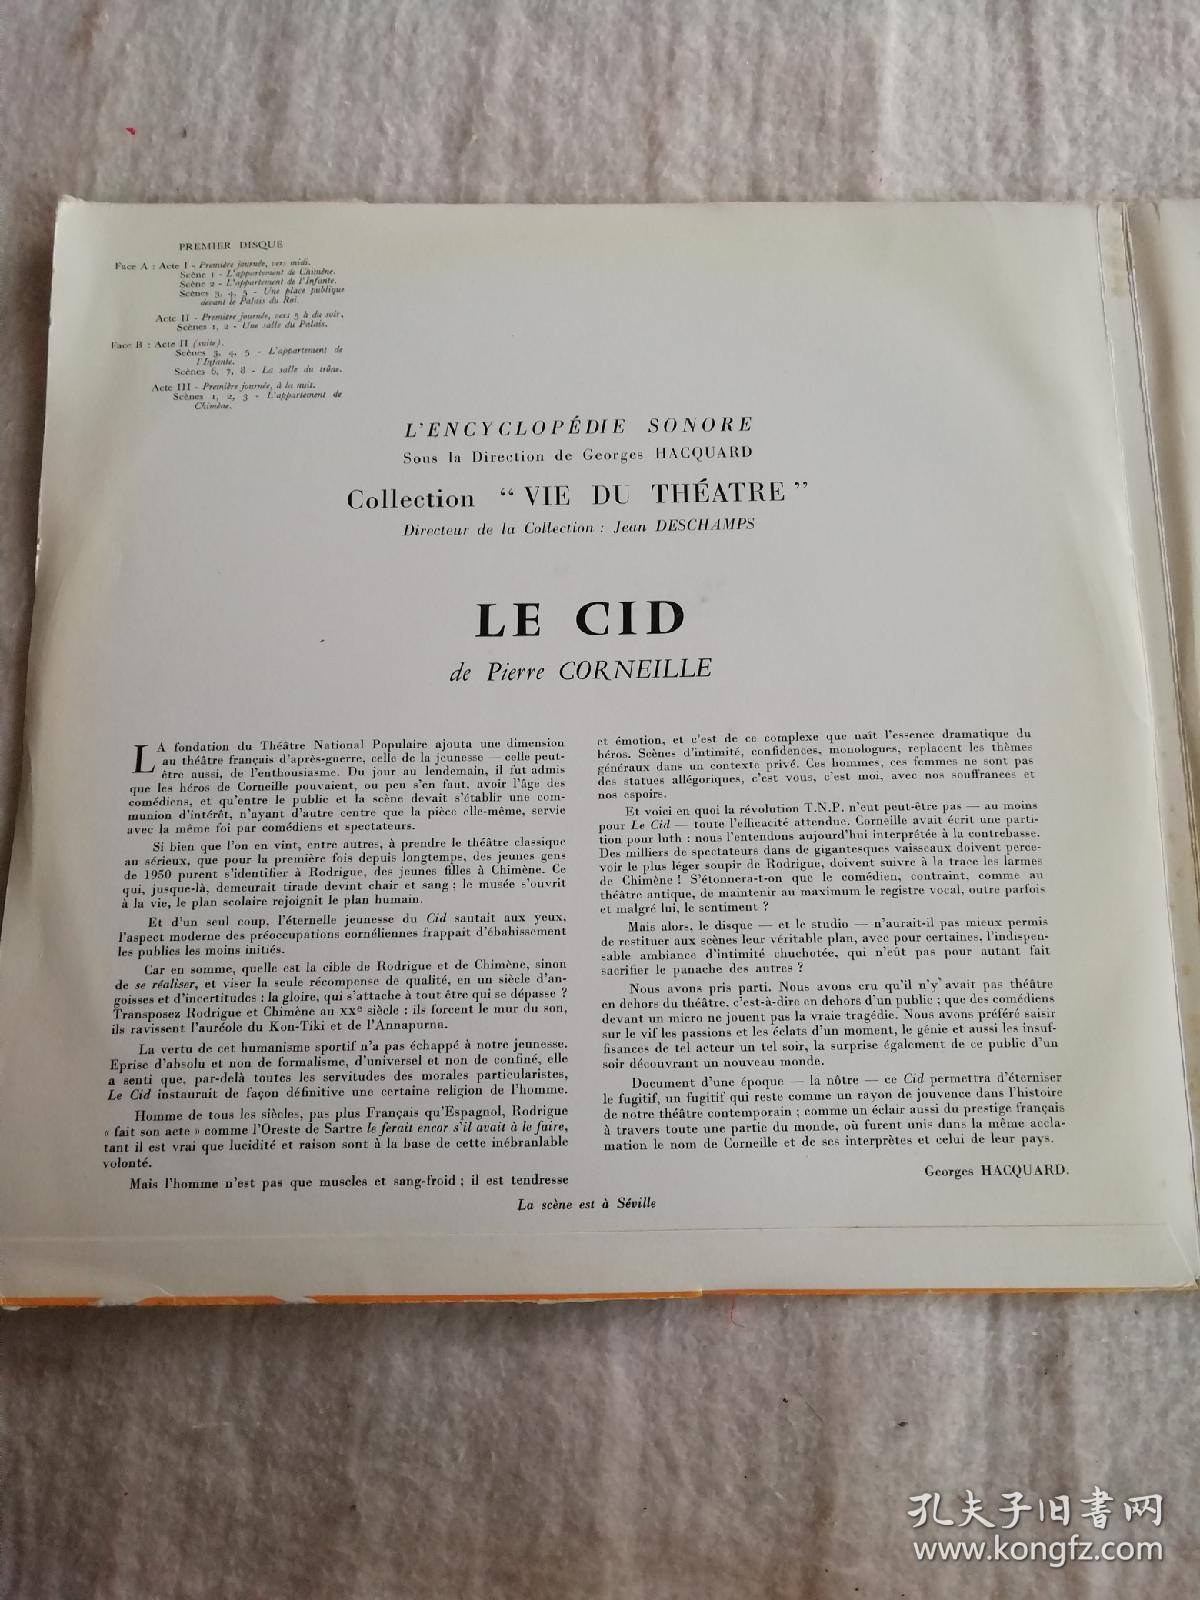 PREMIER DISQUE
Face A : Acte I - Première journée, vers midi.
Scène 1 - L'appartement de Chimène.
Scène 2 - L'appartement de l'Infante.
Scènes 3, 4, 5 - Une place publique
devant le Palais du Roi.
Acte II - Première journée, vers 5 h du soir.
Scènes 1, 2 - Une salle du Palais.
Face B : Acte II (suite).
Scènes 3, 4, 5 - L'appartement de
l'Infante.
Scènes 6, 7, 8 - La salle du trône.
Acte III - Première journée, à la nuit.
Scènes 1, 2, 3 - L'appartement de
Chimène.
L'ENCYCLOPÉDIE SONORE
Sous la Direction de Georges HACQUARD
Collection “ VIE DU THÉATRE ”
Directeur de la Collection : Jean DESCHAMPS
LE CID
de Pierre CORNEILLE
LA fondation du Théâtre National Populaire ajouta une dimension
au théâtre français d'après-guerre, celle de la jeunesse — celle peut-
être aussi, de l'enthousiasme. Du jour au lendemain, il fut admis
que les héros de Corneille pouvaient, ou peu s'en faut, avoir l'âge des
comédiens, et qu'entre le public et la scène devait s'établir une com-
munion d'intérêt, n'ayant d'autre centre que la pièce elle-même, servie
avec la même foi par comédiens et spectateurs.
Si bien que l'on en vint, entre autres, à prendre le théâtre classique
au sérieux, que pour la première fois depuis longtemps, des jeunes gens
de 1950 purent s'identifier à Rodrigue, des jeunes filles à Chimène. Ce
qui, jusque-là, demeurait tirade devint chair et sang ; le musée s'ouvrit
à la vie, le plan scolaire rejoignit le plan humain.
Et d'un seul coup, l'éternelle jeunesse du Cid sautait aux yeux,
l'aspect moderne des préoccupations cornéliennes frappait d'ébahissement
les publics les moins initiés.
Car en somme, quelle est la cible de Rodrigue et de Chimène, sinon
de se réaliser, et viser la seule récompense de qualité, en un siècle d'an-
goisses et d'incertitudes : la gloire, qui s'attache à tout être qui se dépasse ?
Transposez Rodrigue et Chimène au XXe siècle : ils forcent le mur du son,
ils ravissent l'auréole du Kon-Tiki et de l'Annapurna.
La vertu de cet humanisme sportif n'a pas échappé à notre jeunesse.
Eprise d'absolu et non de formalisme, d'universel et non de confiné, elle
a senti que, par-delà toutes les servitudes des morales particularistes,
Le Cid instaurait de façon définitive une certaine religion de l'homme.
Homme de tous les siècles, pas plus Français qu'Espagnol, Rodrigue
« fait son acte » comme l'Oreste de Sartre le ferait encor s'il avait à le faire,
tant il est vrai que lucidité et raison sont à la base de cette inébranlable
volonté.
Mais l'homme n'est pas que muscles et sang-froid ; il est tendresse
et émotion, et c'est de ce complexe que naît l'essence dramatique du
héros. Scènes d'intimité, confidences, monologues, replacent les thèmes
généraux dans un contexte privé. Ces hommes, ces femmes ne sont pas
des statues allégoriques, c'est vous, c'est moi, avec nos souffrances et
nos espoirs.
Et voici en quoi la révolution T.N.P. n'eut peut-être pas — au moins
pour Le Cid — toute l'efficacité attendue. Corneille avait écrit une parti-
tion pour luth : nous l'entendons aujourd'hui interprétée à la contrebasse.
Des milliers de spectateurs dans de gigantesques vaisseaux doivent perce-
voir le plus léger soupir de Rodrigue, doivent suivre à la trace les larmes
de Chimène ! S'étonnera-t-on que le comédien, contraint, comme au
théâtre antique, de maintenir au maximum le registre vocal, outre parfois
et malgré lui, le sentiment ?
Mais alors, le disque — et le studio — n'aurait-il pas mieux permis
de restituer aux scènes leur véritable plan, avec pour certaines, l'indispen-
sable ambiance d'intimité chuchotée, qui n'eût pas pour autant fait
sacrifier le panache des autres ?
Nous avons pris parti. Nous avons cru qu'il n'y avait pas théâtre
en dehors du théâtre, c'est-à-dire en dehors d'un public ; que des comédiens
devant un micro ne jouent pas la vraie tragédie. Nous avons préféré saisir
sur le vif les passions et les éclats d'un moment, le génie et aussi les insuf-
fisances de tel acteur un tel soir, la surprise également de ce public d'un
soir découvrant un nouveau monde.
Document d'une époque — la nôtre — ce Cid permettra d'éterniser
le fugitif, un fugitif qui reste comme un rayon de jouvence dans l'histoire
de notre théâtre contemporain ; comme un éclair aussi du prestige français
à travers toute une partie du monde, où furent unis dans la même accla-
mation le nom de Corneille et de ses interprètes et celui de leur pays.
Georges HACQUARD.
La scène est à Séville
孔夫子旧书网
www.kongfz.com